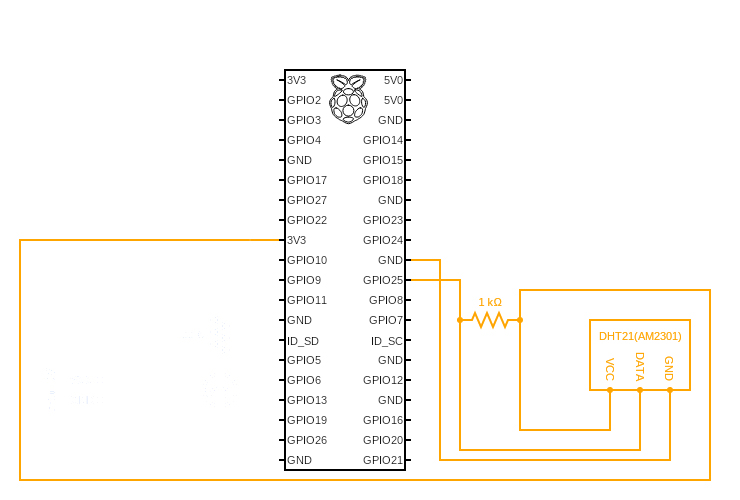 3V3 5V0
GPIO2 5V0
GPIO3 GND
GPIO4 GPIO14
GND GPIO15
GPIO17 GPIO18
GPIO27 GND
GPIO22 GPIO23
3V3 GPIO24
GPIO10 GND
GPIO9 GPIO25
GPIO11 GPIO8
GND GPIO7
ID_SD ID_SC
GPIO5 GND
GPIO6 GPIO12
GPIO13 GND
GPIO19 GPIO16
GPIO26 GPIO20
GND GPIO21
1 kΩ
DHT21(AM2301)
VCC
DATA
GND